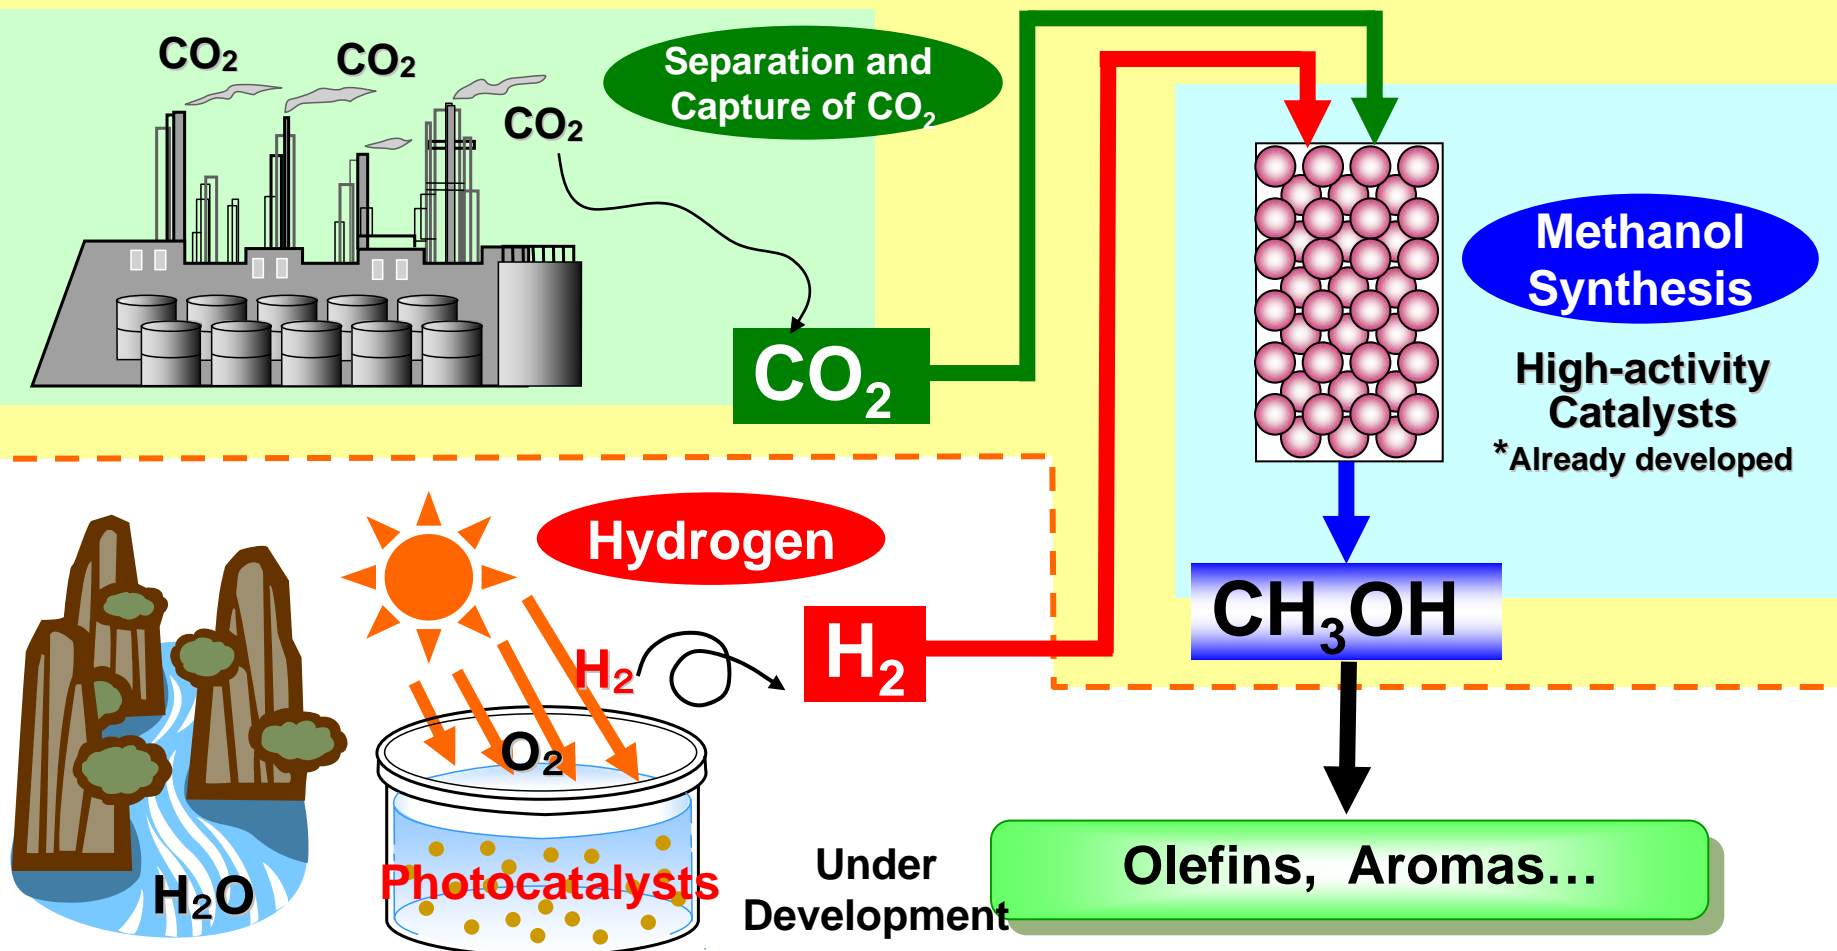 CO₂
CO₂
CO₂
Separation and
Capture of CO₂
CO₂
Methanol
Synthesis
High-activity
Catalysts
*Already developed
Hydrogen
H₂
H₂
O₂
Photocatalysts
H₂O
CH₃OH
Under
Development
Olefins, Aromas…